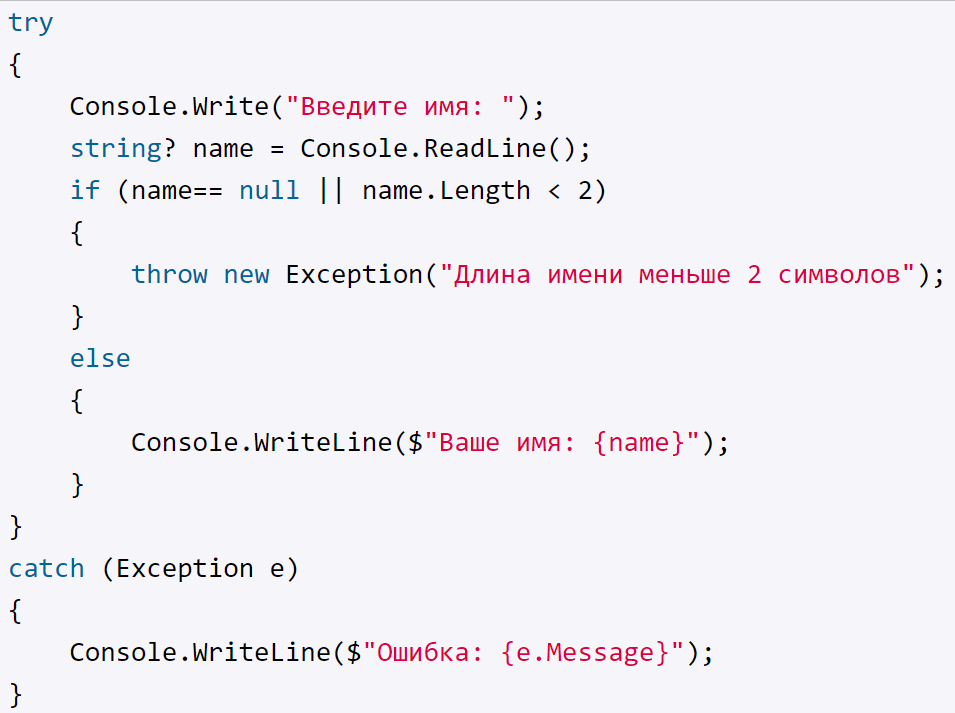 try
{
    Console.Write("Введите имя: ");
    string? name = Console.ReadLine();
    if (name== null || name.Length < 2)
    {
        throw new Exception("Длина имени меньше 2 символов");
    }
    else
    {
        Console.WriteLine($"Ваше имя: {name}");
    }
}
catch (Exception e)
{
    Console.WriteLine($"Ошибка: {e.Message}");
}